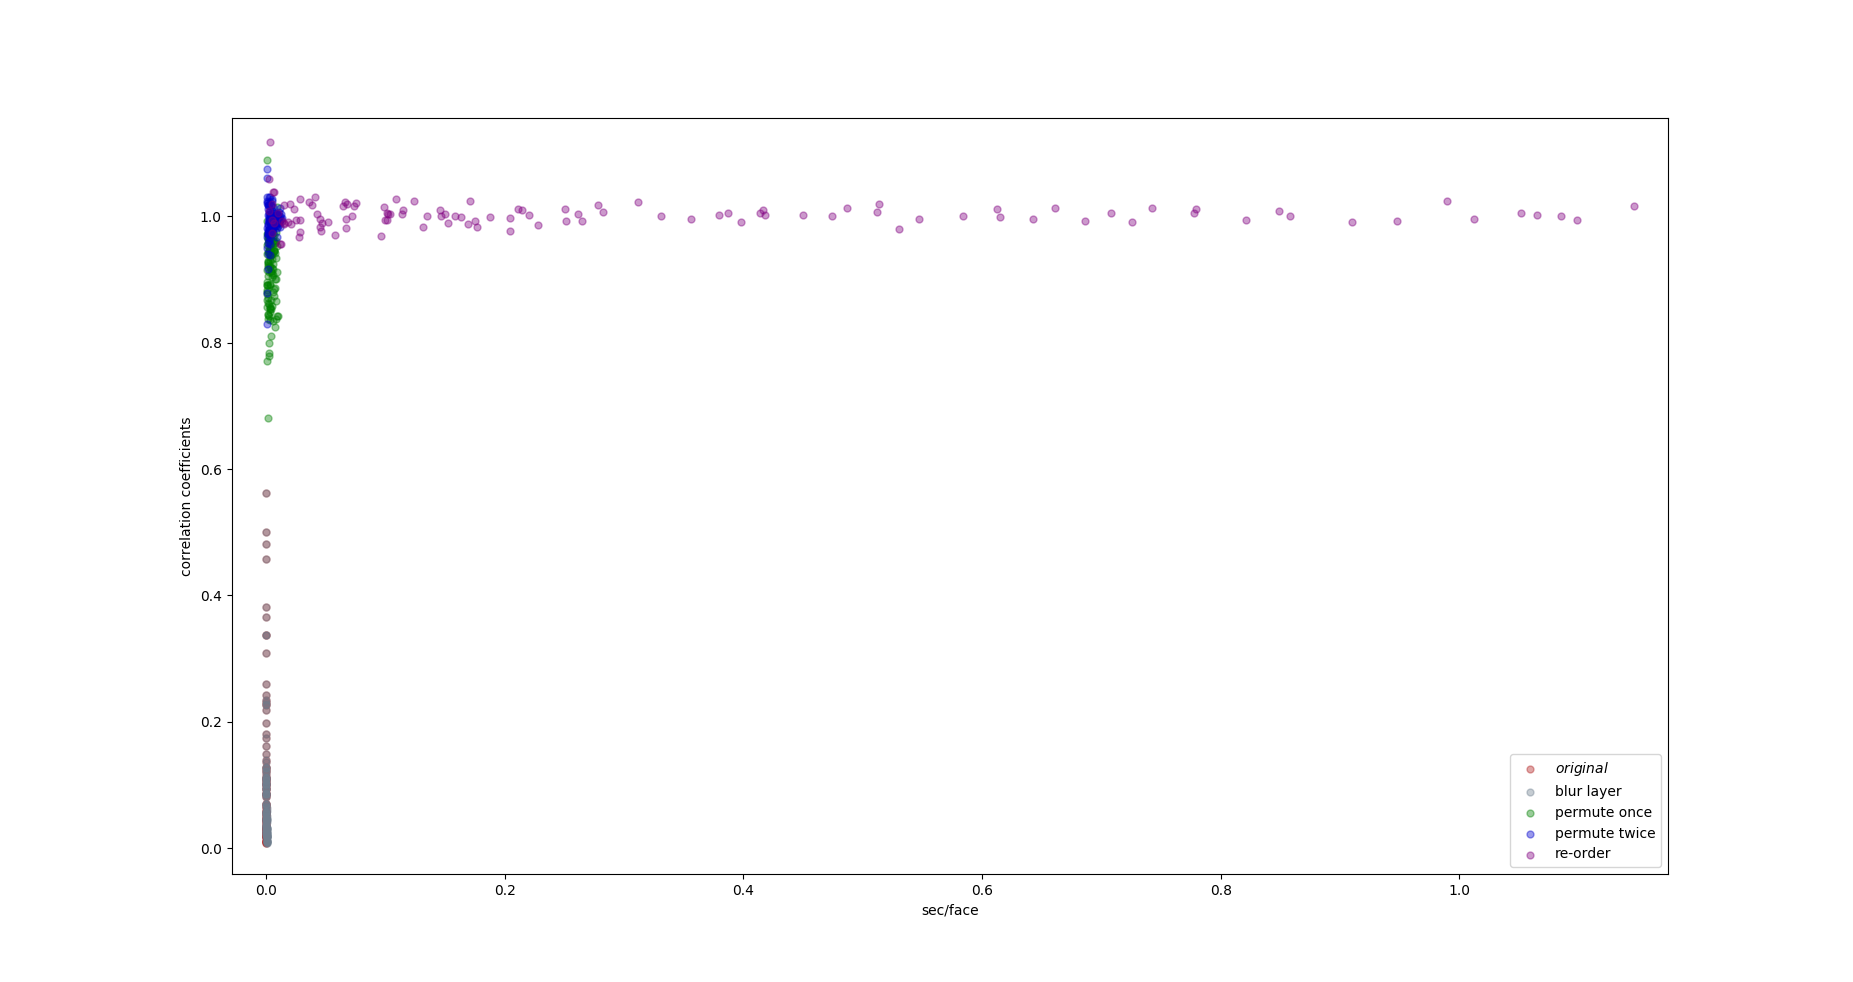 correlation coefficients
1.0
0.8
0.6
0.4
0.2
0.0
0.0 0.2 0.4 0.6 0.8 1.0
sec/face
original
blur layer
permute once
permute twice
re-order